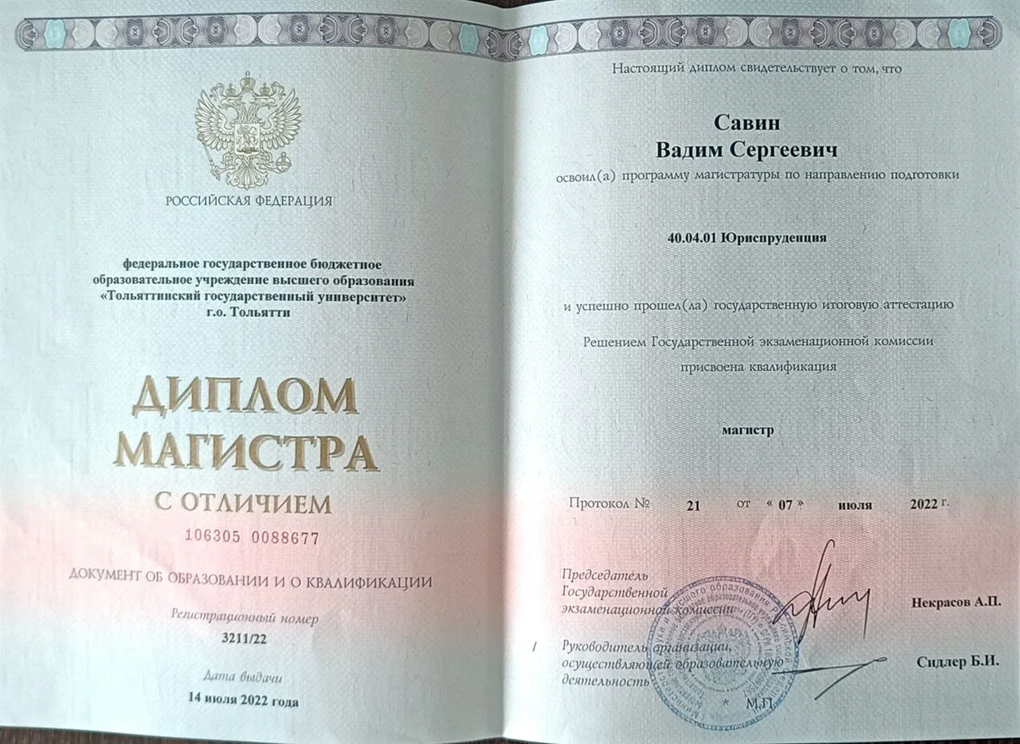 РОССИЙСКАЯ ФЕДЕРАЦИЯ
федеральное государственное бюджетное
образовательное учреждение высшего образования
«Тольяттинский государственный университет»
г.о. Тольятти
ДИПЛОМ
МАГИСТРА
С ОТЛИЧИЕМ
106305 0088677
ДОКУМЕНТ ОБ ОБРАЗОВАНИИ И О КВАЛИФИКАЦИИ
Регистрационный номер
3211/22
Дата выдачи
14 июля 2022 года
Настоящий диплом свидетельствует о том, что
Савин
Вадим Сергеевич
освоил(а) программу магистратуры по направлению подготовки
40.04.01 Юриспруденция
и успешно прошел(ла) государственную итоговую аттестацию
Решением Государственной экзаменационной комиссии
присвоена квалификация
магистр
Протокол № 21 от « 07 » июля 2022 г.
Председатель
Государственной
экзаменационной комиссии
Некрасов А.П.
Руководитель организации,
осуществляющей образовательную
деятельность
Сидлер Б.И.
М.П.